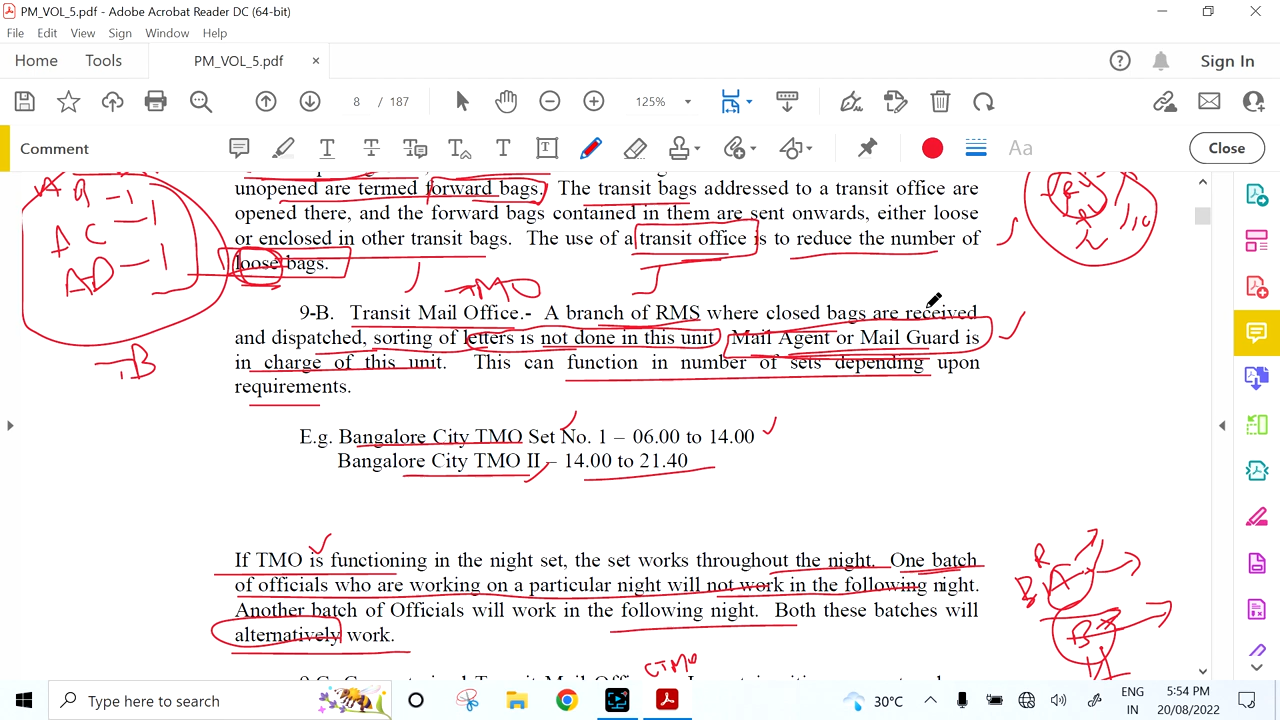 PM_VOL_5.pdf - Adobe Acrobat Reader DC (64-bit)
File Edit View Sign Window Help
Home Tools PM_VOL_5.pdf × Sign In
8 / 187 125%
Comment Aa Close
unopened are termed forward bags. The transit bags addressed to a transit office are
opened there, and the forward bags contained in them are sent onwards, either loose
or enclosed in other transit bags. The use of a transit office is to reduce the number of
loose bags.
A B - 1
AC - 1
AD - 1
TB
TMO
9-B. Transit Mail Office.- A branch of RMS where closed bags are received
and dispatched, sorting of letters is not done in this unit Mail Agent or Mail Guard is
in charge of this unit. This can function in number of sets depending upon
requirements.
E.g. Bangalore City TMO Set No. 1 – 06.00 to 14.00
Bangalore City TMO II – 14.00 to 21.40
If TMO is functioning in the night set, the set works throughout the night. One batch
of officials who are working on a particular night will not work in the following night.
Another batch of Officials will work in the following night. Both these batches will
alternatively work.
A
B
CTMO
Type here to search
30°C
ENG
IN
5:54 PM
20/08/2022